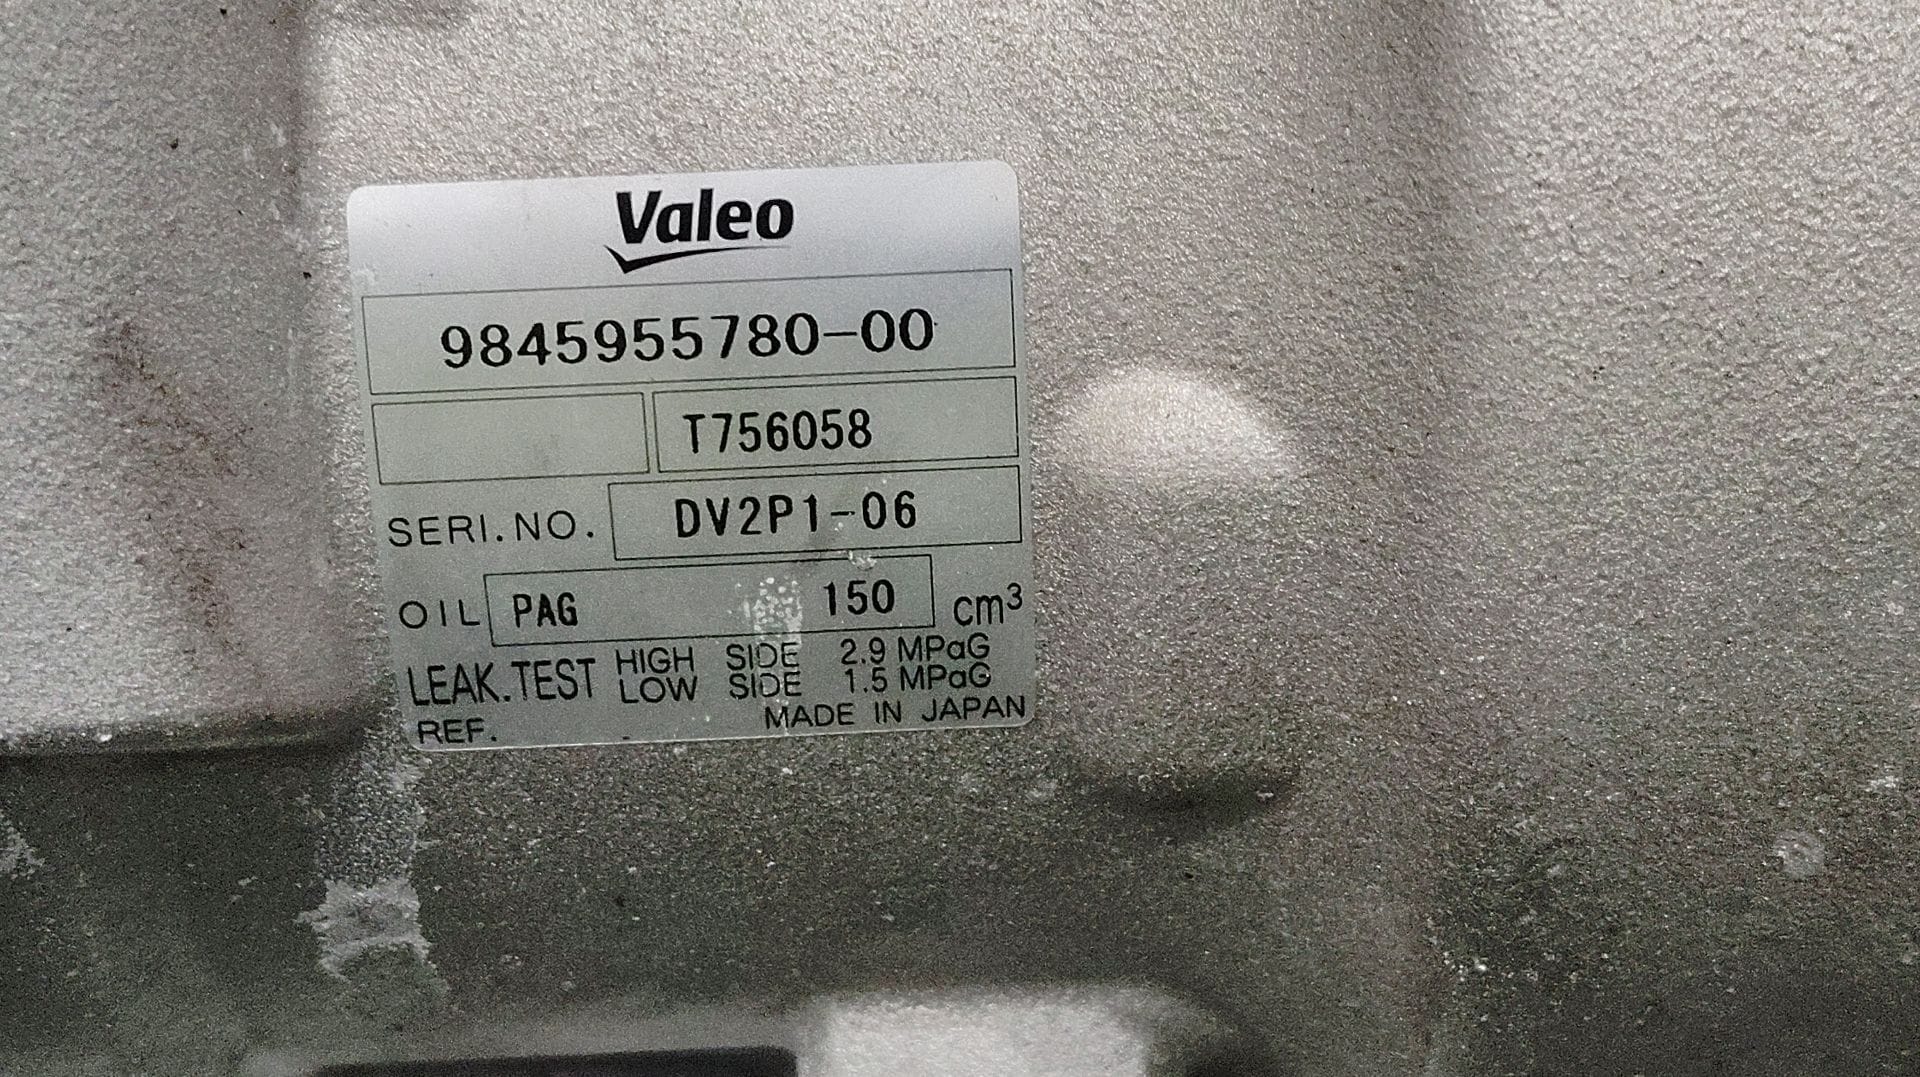 Valeo
9845955780-00
T756058
SERI.NO. DV2P1-06
OIL PAG 150 cm³
LEAK.TEST HIGH SIDE 2.9 MPaG
LOW SIDE 1.5 MPaG
REF. MADE IN JAPAN